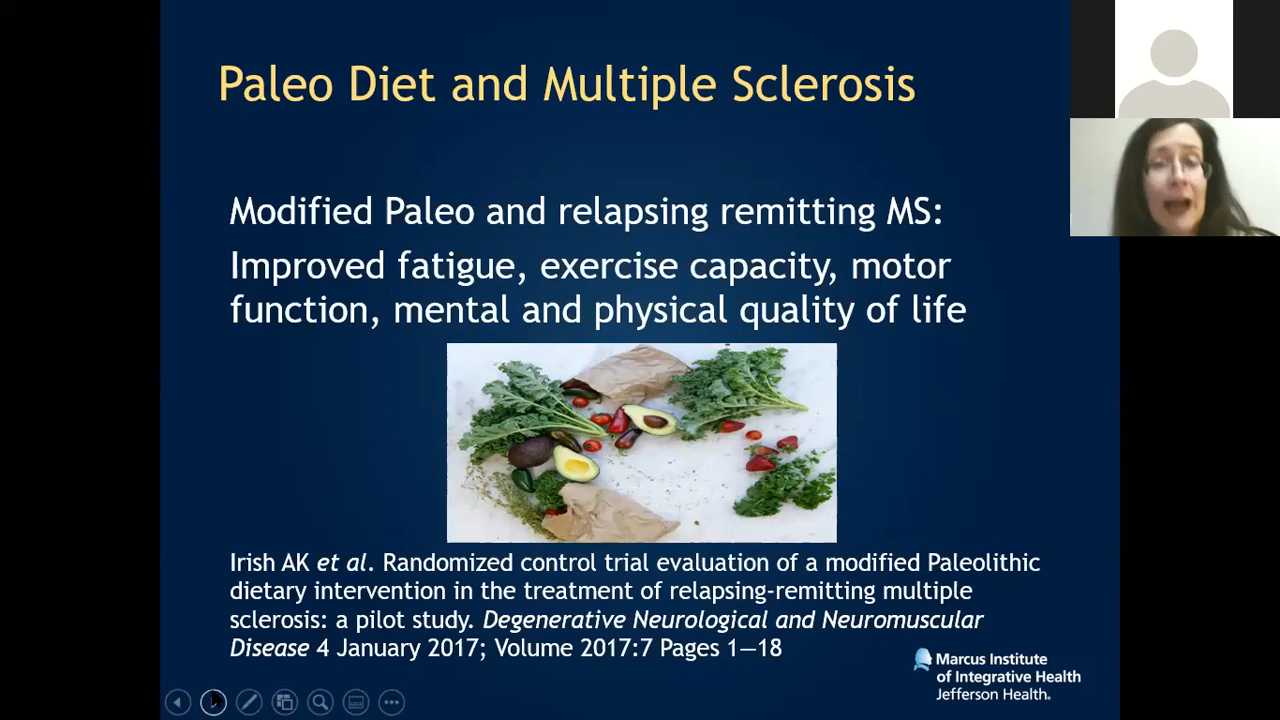 Paleo Diet and Multiple Sclerosis
Modified Paleo and relapsing remitting MS:
Improved fatigue, exercise capacity, motor
function, mental and physical quality of life
Irish AK et al. Randomized control trial evaluation of a modified Paleolithic
dietary intervention in the treatment of relapsing-remitting multiple
sclerosis: a pilot study. Degenerative Neurological and Neuromuscular
Disease 4 January 2017; Volume 2017:7 Pages 1—18
Marcus Institute
of Integrative Health
Jefferson Health.